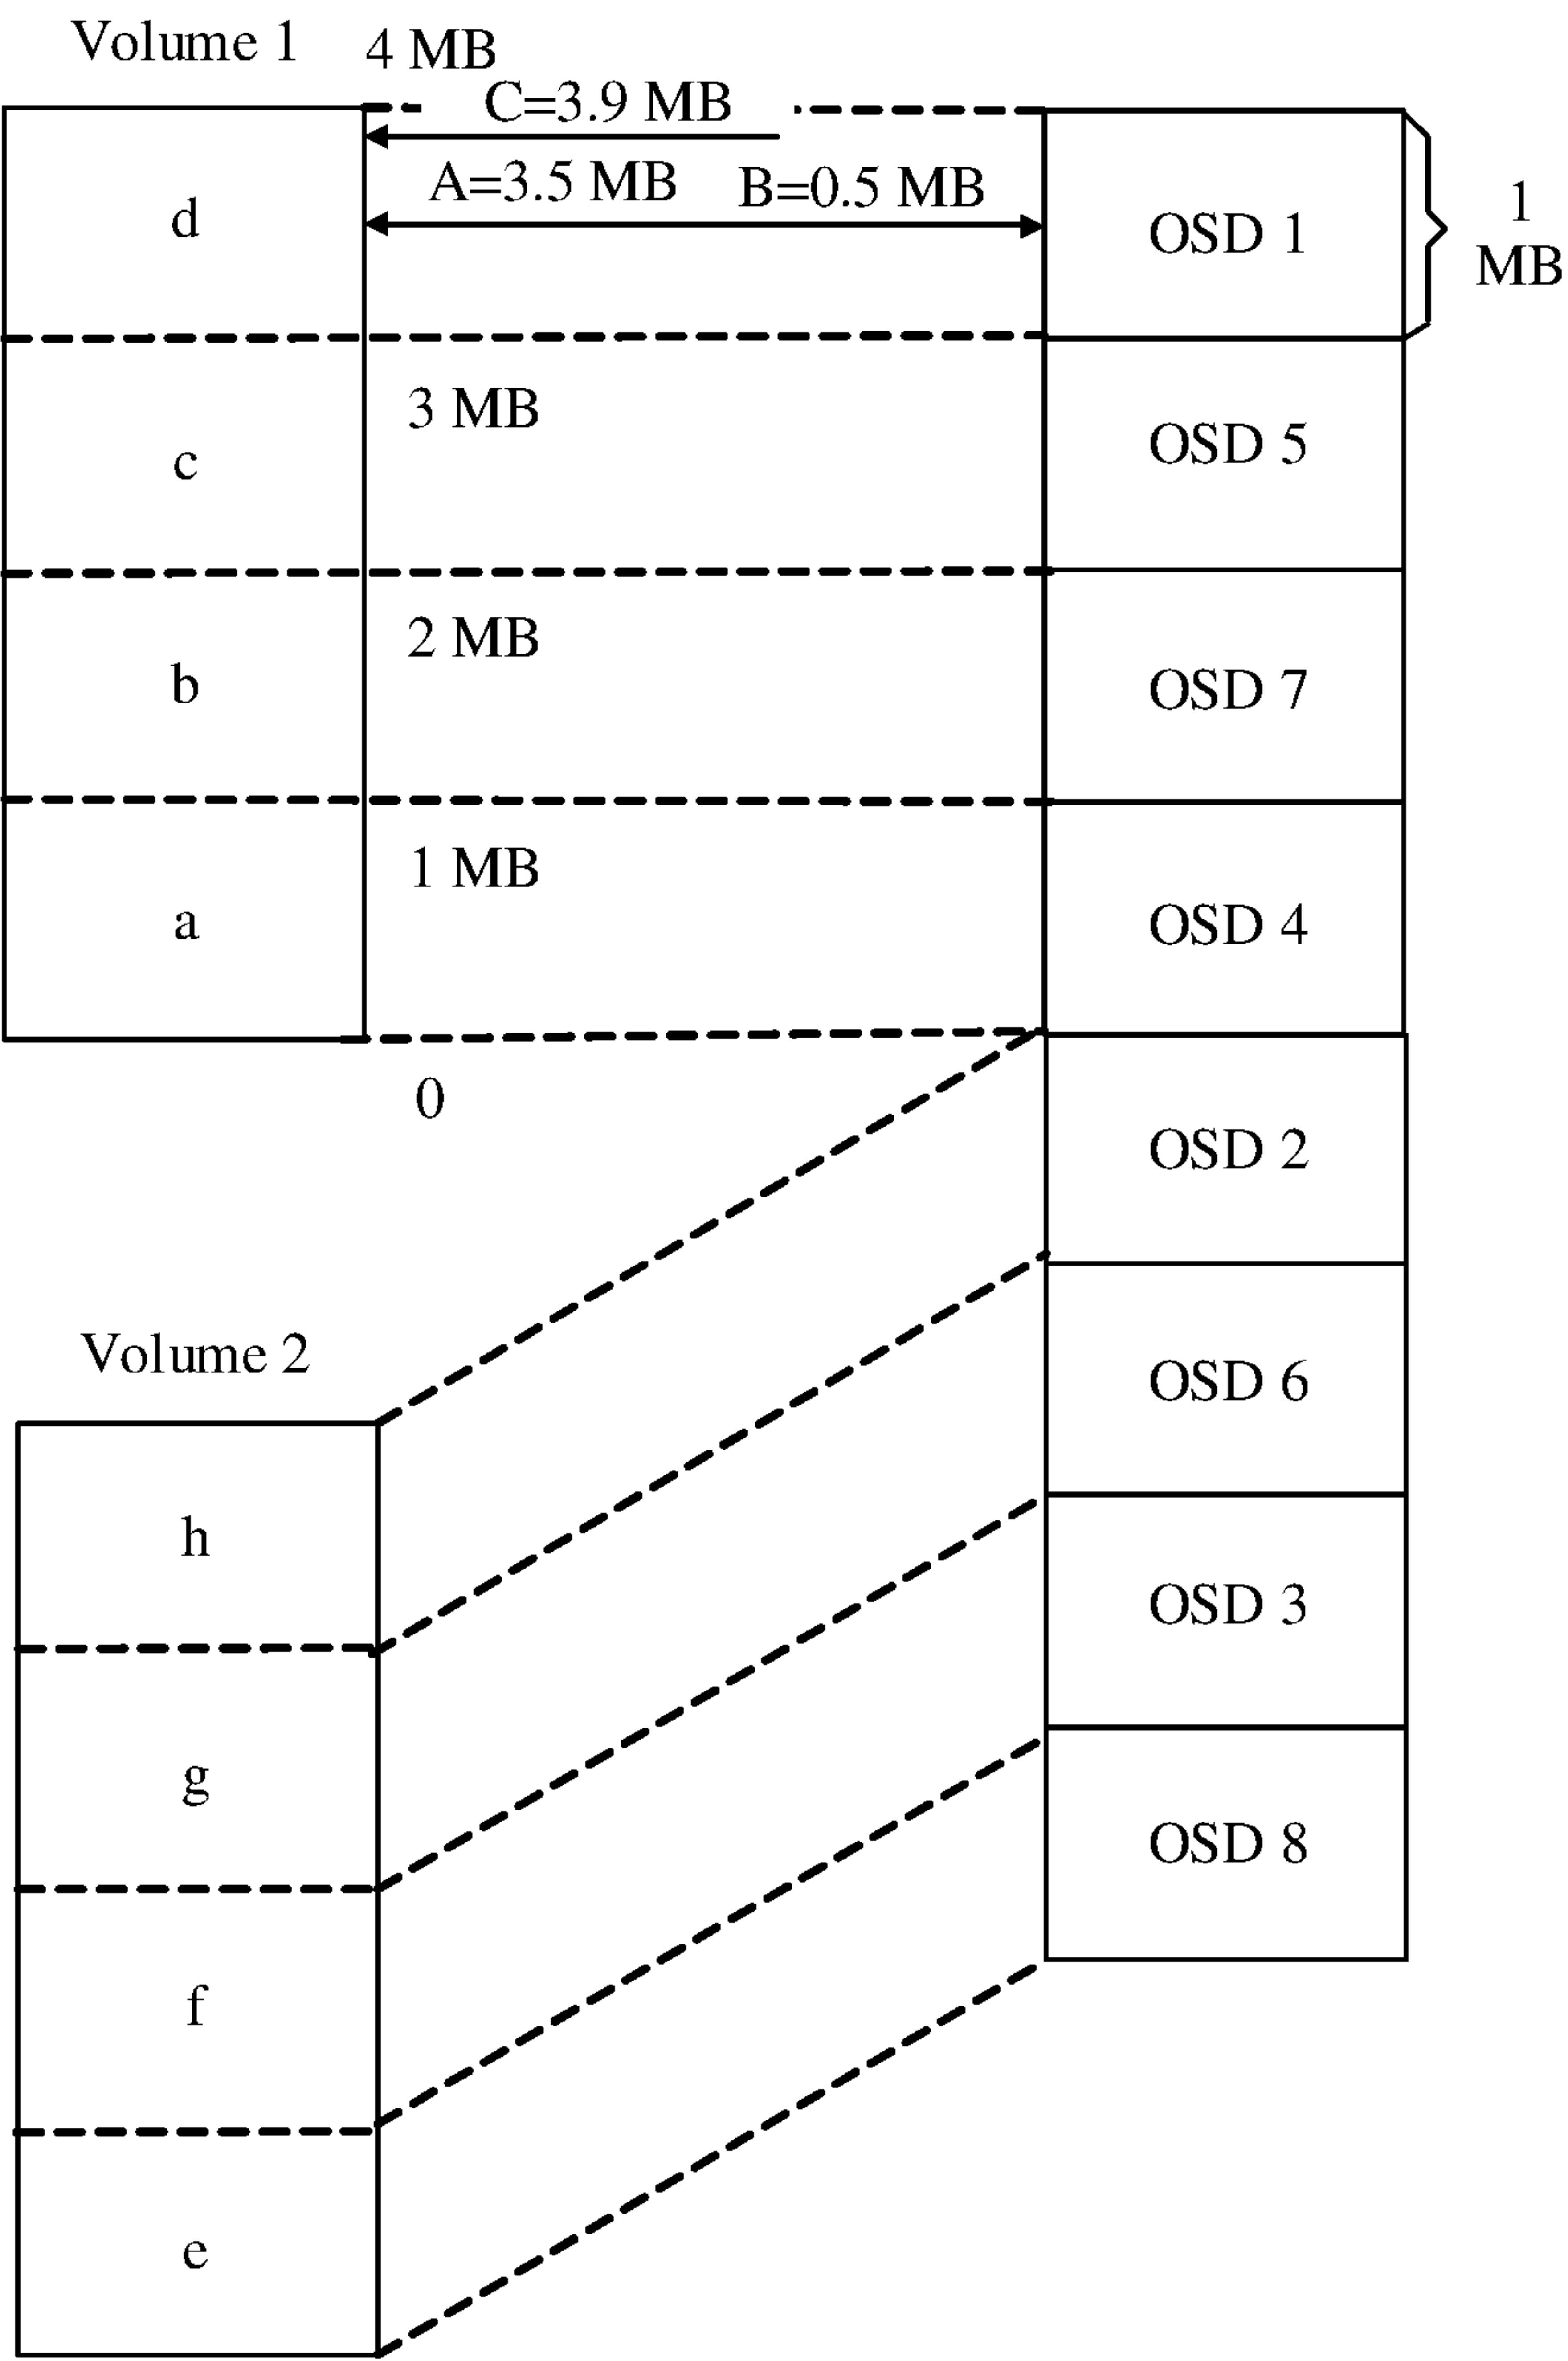 Volume 1
4 MB
C=3.9 MB
A=3.5 MB
B=0.5 MB
d
OSD 1
1
MB
3 MB
c
OSD 5
2 MB
b
OSD 7
1 MB
a
OSD 4
0
OSD 2
Volume 2
OSD 6
h
OSD 3
g
OSD 8
f
e